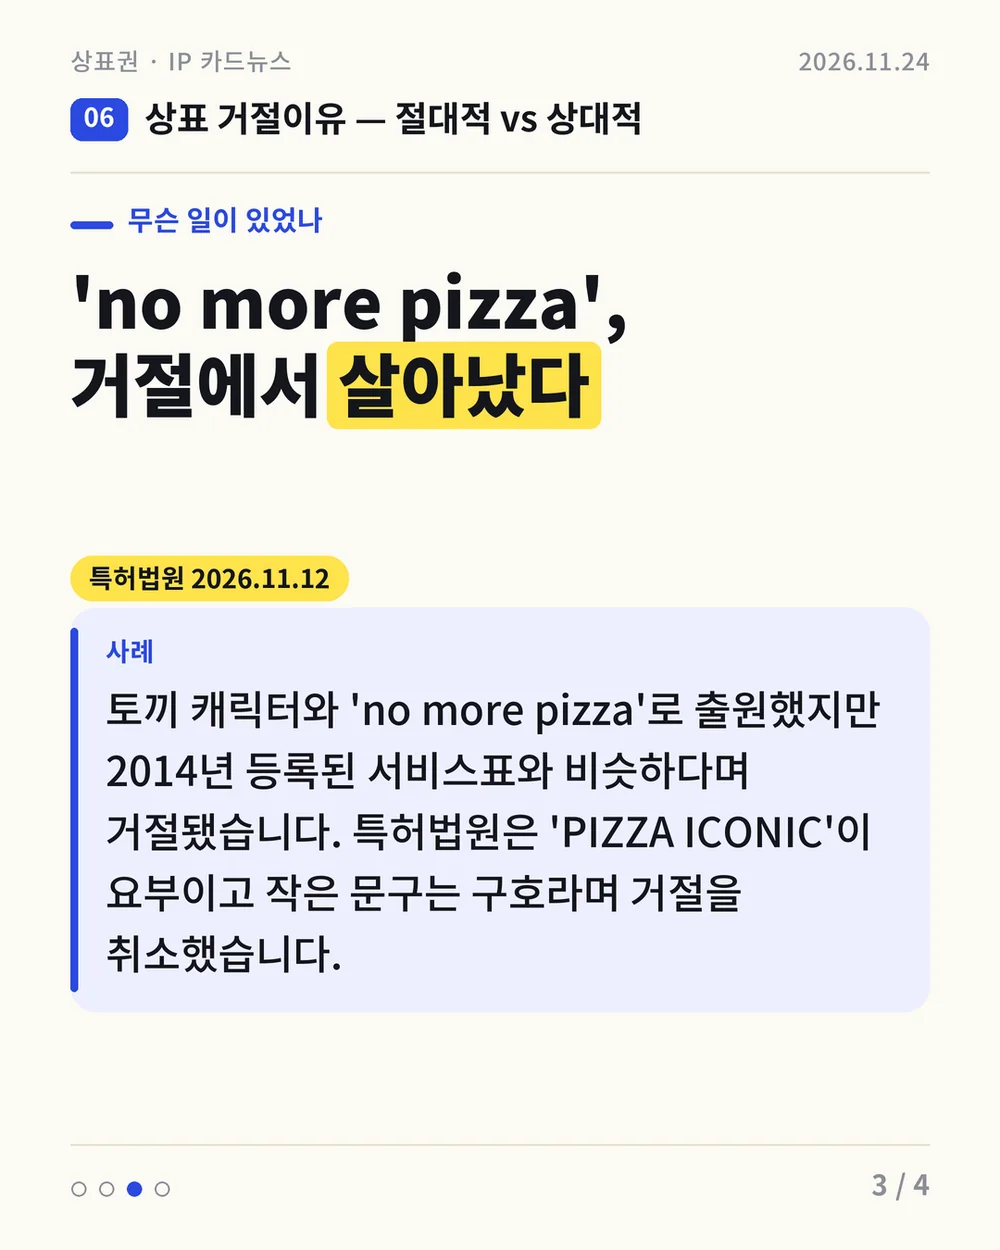 상표권 · IP 카드뉴스
2026.11.24
06 상표 거절이유 — 절대적 vs 상대적
무슨 일이 있었나
'no more pizza',
거절에서 살아났다
특허법원 2026.11.12
사례
토끼 캐릭터와 'no more pizza'로 출원했지만
2014년 등록된 서비스표와 비슷하다며
거절됐습니다. 특허법원은 'PIZZA ICONIC'이
요부이고 작은 문구는 구호라며 거절을
취소했습니다.
3 / 4